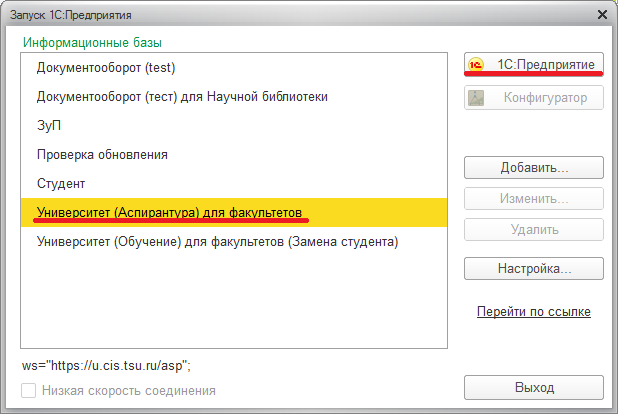 Запуск 1С:Предприятия
Информационные базы
Документооборот (test)
Документооборот (тест) для Научной библиотеки
ЗуП
Проверка обновления
Студент
Университет (Аспирантура) для факультетов
Университет (Обучение) для факультетов (Замена студента)
1С:Предприятие
Конфигуратор
Добавить...
Изменить...
Удалить
Настройка...
Перейти по ссылке
ws="https://u.cis.tsu.ru/asp";
Низкая скорость соединения
Выход